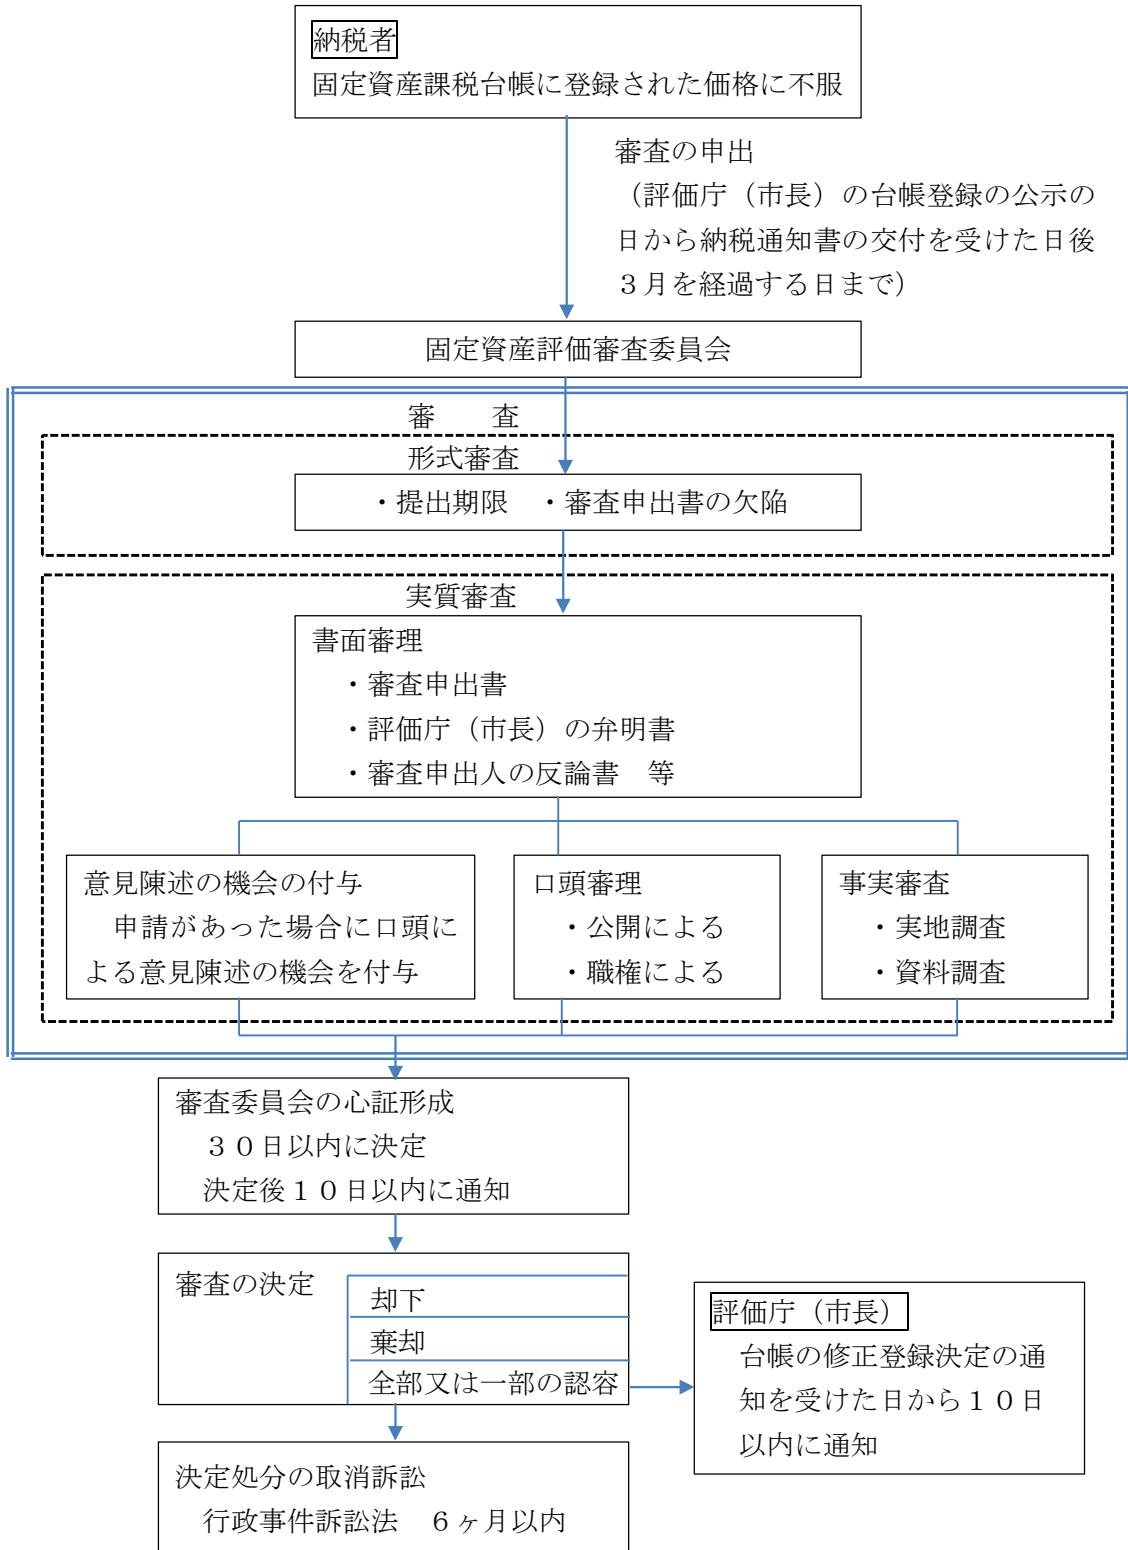 納税者
固定資産課税台帳に登録された価格に不服
審査の申出
（評価庁（市長）の台帳登録の公示の
日から納税通知書の交付を受けた日後
３月を経過する日まで）
固定資産評価審査委員会
審　　査
形式審査
・提出期限　・審査申出書の欠陥
実質審査
書面審理
・審査申出書
・評価庁（市長）の弁明書
・審査申出人の反論書　等
意見陳述の機会の付与
申請があった場合に口頭に
よる意見陳述の機会を付与
口頭審理
・公開による
・職権による
事実審査
・実地調査
・資料調査
審査委員会の心証形成
３０日以内に決定
決定後１０日以内に通知
審査の決定
却下
棄却
全部又は一部の認容
評価庁（市長）
台帳の修正登録決定の通
知を受けた日から１０日
以内に通知
決定処分の取消訴訟
行政事件訴訟法　６ヶ月以内